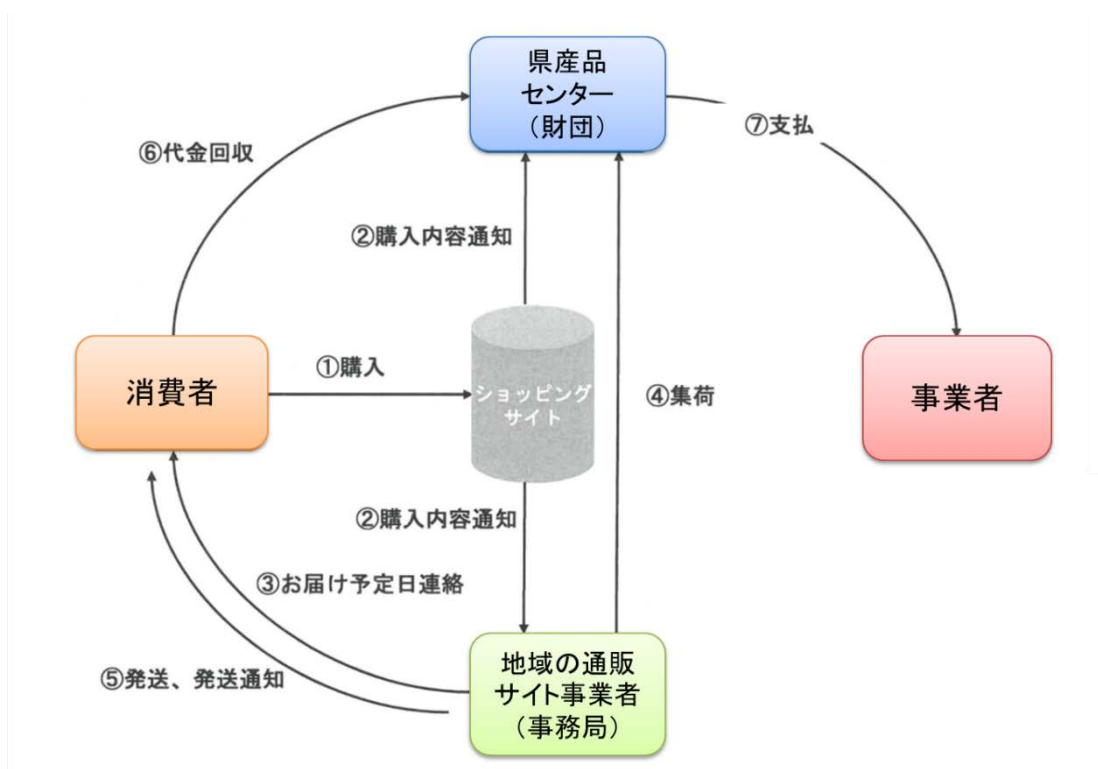 県産品
センター
（財団）
⑦支払
⑥代金回収
②購入内容通知
消費者
①購入
ショッピング
サイト
④集荷
事業者
②購入内容通知
③お届け予定日連絡
⑤発送、発送通知
地域の通販
サイト事業者
（事務局）